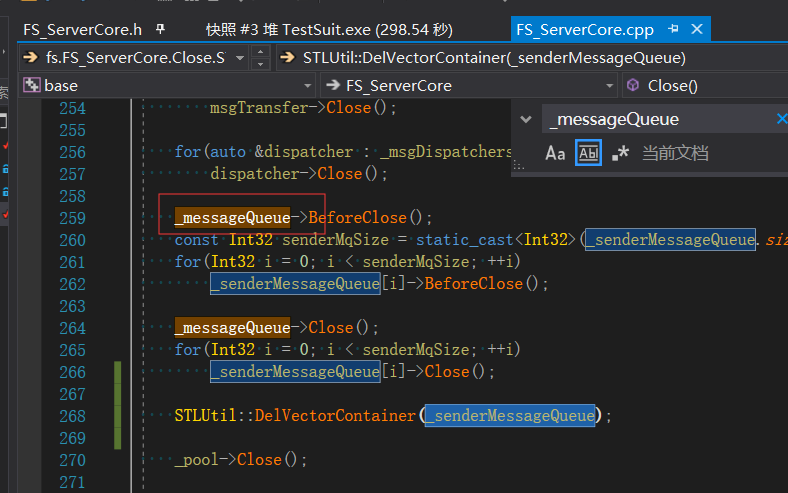 FS_ServerCore.h 快照 #3 堆 TestSuit.exe (298.54 秒) FS_ServerCore.cpp
fs.FS_ServerCore.Close.S STLUtil::DelVectorContainer(_senderMessageQueue)
base FS_ServerCore Close()
_messageQueue
Aa Abl .* 当前文档
254 msgTransfer->Close();
255
256 for(auto &dispatcher : _msgDispatchers
257 dispatcher->Close();
258
259 _messageQueue->BeforeClose();
260 const Int32 senderMqSize = static_cast<Int32>(_senderMessageQueue.siz
261 for(Int32 i = 0; i < senderMqSize; ++i)
262 _senderMessageQueue[i]->BeforeClose();
263
264 _messageQueue->Close();
265 for(Int32 i = 0; i < senderMqSize; ++i)
266 _senderMessageQueue[i]->Close();
267
268 STLUtil::DelVectorContainer(_senderMessageQueue);
269
270 _pool->Close();
271